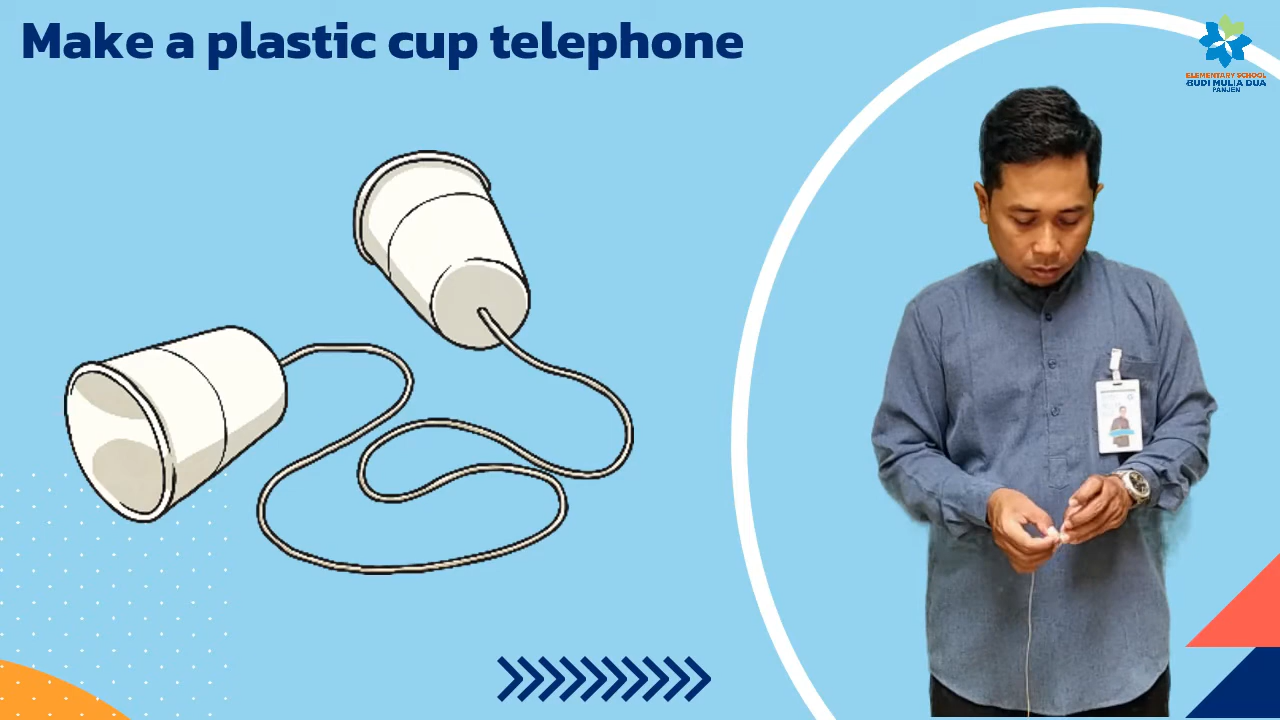 Make a plastic cup telephone
ELEMENTARY SCHOOL
BUDI MULIA DUA
PANJEN